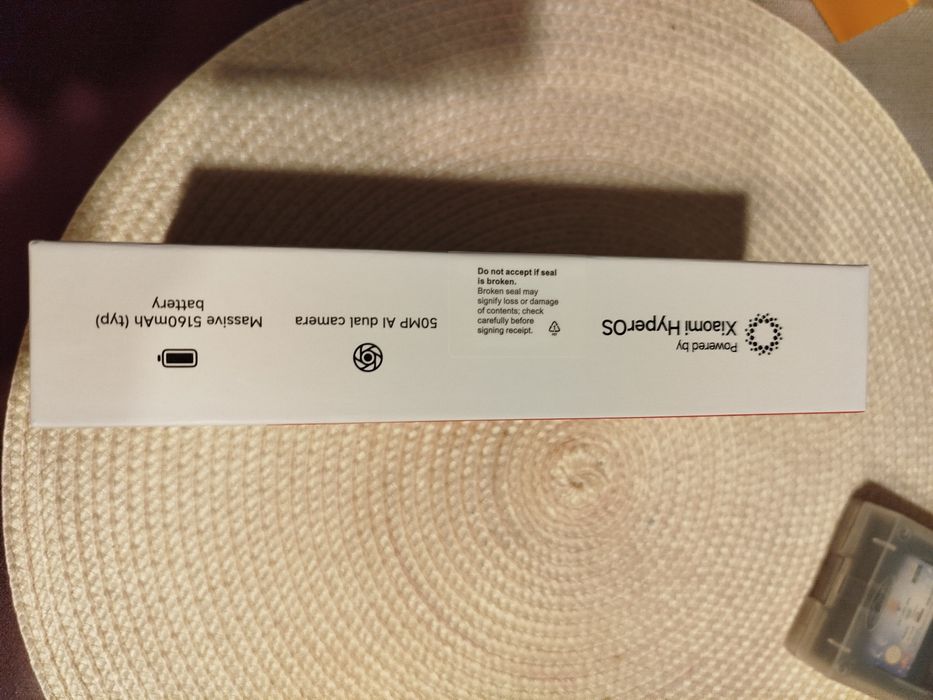 Powered by
Xiaomi HyperOS
Do not accept if seal
is broken.
Broken seal may
signify loss or damage
of contents; check
carefully before
signing receipt.
50MP AI dual camera
Massive 5160mAh (typ)
battery